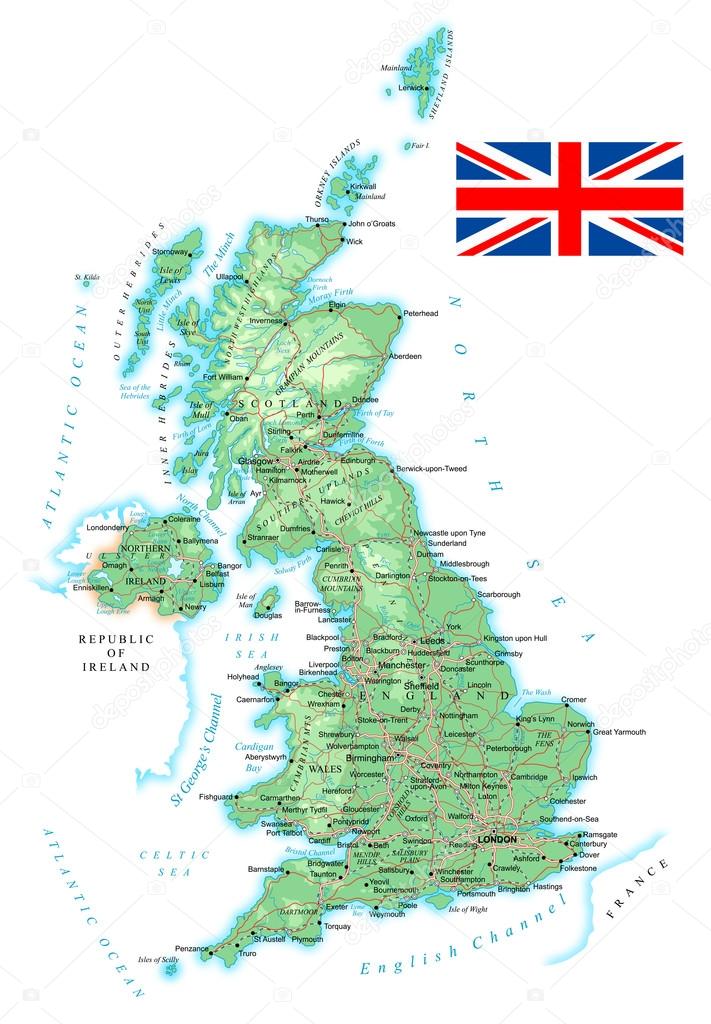 Mainland
Lerwick
SHETLAND ISLANDS
Fair I.
ORKNEY ISLANDS
Kirkwall
Mainland
Thurso
John o'Groats
Wick
OUTER HEBRIDES
Stornoway
Isle of
Lewis
The Minch
Ullapool
St. Kilda
North
Uist
South
Uist
Little Minch
Isle of
Skye
NORTHWEST HIGHLANDS
Dornoch
Firth
Moray Firth
Elgin
Peterhead
Inverness
Loch
Ness
Rhum
GRAMPIAN MOUNTAINS
Aberdeen
Fort William
Sea of the
Hebrides
INNER HEBRIDES
Isle of
Mull
Oban
SCOTLAND
Dundee
Perth
Firth of Tay
Firth of Lorn
Loch Lomond
Stirling
Dunfermline
Firth of Forth
Falkirk
Jura
Islay
Glasgow
Airdrie
Edinburgh
Hamilton
Motherwell
Kilmarnock
Berwick-upon-Tweed
Isle of
Arran
Ayr
SOUTHERN UPLANDS
Hawick
CHEVIOT HILLS
ATLANTIC OCEAN
NORTH SEA
North Channel
Stranraer
Dumfries
Solway Firth
Carlisle
Newcastle upon Tyne
Sunderland
Durham
Middlesbrough
Penrith
Darlington
Stockton-on-Tees
CUMBRIAN
MOUNTAINS
PENNINES
Scarborough
Londonderry
Lough
Foyle
Coleraine
Ballymena
NORTHERN
IRELAND
ULSTER
Omagh
Bangor
Belfast
Lisburn
Enniskillen
Lower
Lough
Erne
Upper
Lough Erne
Armagh
Newry
REPUBLIC
OF
IRELAND
Isle of
Man
Douglas
Barrow-
in-Furness
Lancaster
IRISH
SEA
Blackpool
Preston
Bradford
Leeds
York
Kingston upon Hull
Blackburn
Huddersfield
Grimsby
Bolton
Scunthorpe
Liverpool
Manchester
Doncaster
Birkenhead
Warrington
Sheffield
Lincoln
Anglesey
Holyhead
Bangor
Caernarfon
Chester
Wrexham
ENGLAND
The Wash
Cromer
Derby
Nottingham
Stoke-on-Trent
King's Lynn
Norwich
Great Yarmouth
Shrewsbury
Walsall
Leicester
THE
FENS
Wolverhampton
Peterborough
St George's Channel
Cardigan
Bay
Aberystwyth
CAMBRIAN MTS
WALES
Birmingham
Coventry
Worcester
Stratford-
upon-Avon
Northampton
Cambridge
Ipswich
Milton Keynes
Hereford
Luton
Colchester
Fishguard
Carmarthen
Merthyr Tydfil
Gloucester
COTSWOLD
HILLS
Oxford
Walford
Southend-on-Sea
Swansea
Port Talbot
Pontypridd
Newport
Cardiff
Bristol
Bath
Swindon
Reading
LONDON
Ramsgate
Canterbury
Dover
Folkestone
Ashford
Bristol Channel
MENDIP
HILLS
SALISBURY
PLAIN
CELTIC
SEA
Barnstaple
Bridgwater
Taunton
Salisbury
Winchester
Crawley
Southampton
Yeovil
Bournemouth
Portsmouth
Brighton
Hastings
Poole
Isle of Wight
Exeter
Lyme
Bay
Weymouth
DARTMOOR
Torquay
St Austell
Plymouth
Penzance
Truro
Isles of Scilly
English Channel
FRANCE
ATLANTIC OCEAN
depositphotos